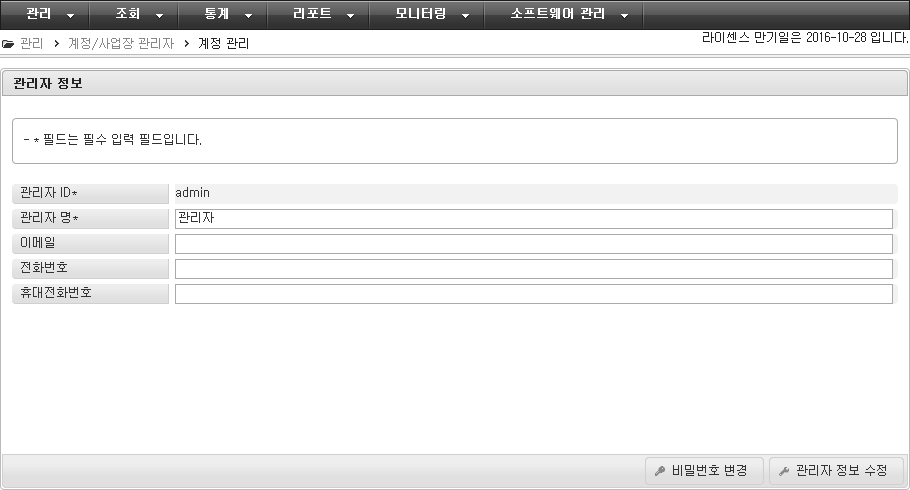 관리 조회 통계 리포트 모니터링 소프트웨어 관리
관리 > 계정/사업장 관리자 > 계정 관리
라이센스 만기일은 2016-10-28 입니다.
관리자 정보
- * 필드는 필수 입력 필드입니다.
관리자 ID* admin
관리자 명* 관리자
이메일
전화번호
휴대전화번호
비밀번호 변경 관리자 정보 수정